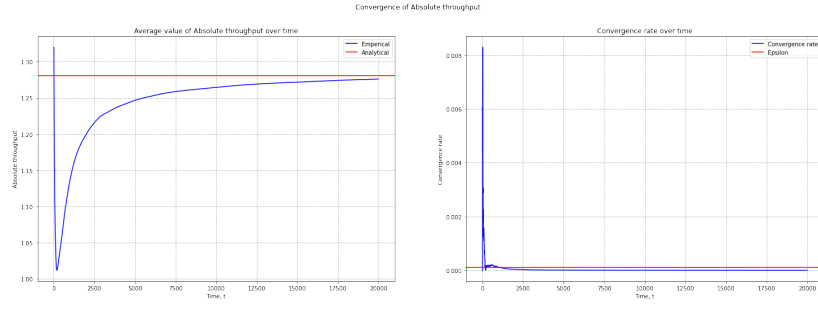 Convergence of Absolute throughput
Average value of Absolute throughput over time
Emperical
Analytical
1.30
1.25
1.20
1.15
1.10
1.05
1.00
Absolute throughput
0
2500
5000
7500
10000
12500
15000
17500
20000
Time, t
Convergence rate over time
Convergence rate
Epsilon
0.008
0.006
0.004
0.002
0.000
Convergence rate
0
2500
5000
7500
10000
12500
15000
17500
20000
Time, t